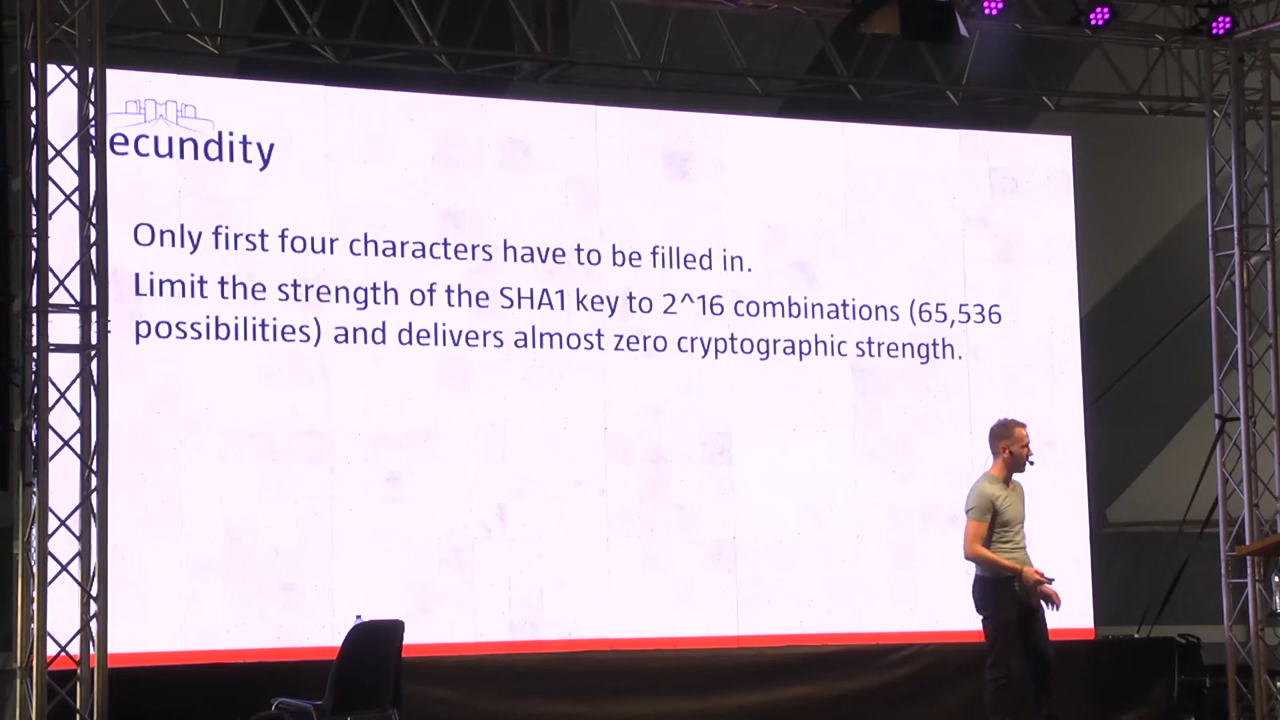 ecundity
Only first four characters have to be filled in.
Limit the strength of the SHA1 key to 2^16 combinations (65,536
possibilities) and delivers almost zero cryptographic strength.